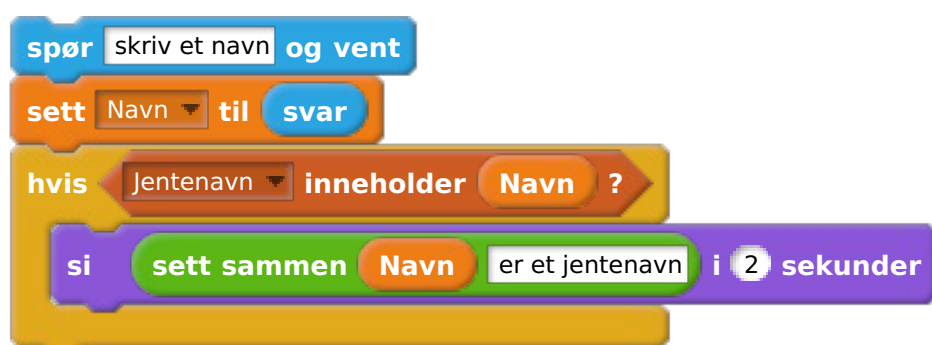 spør skriv et navn og vent
sett Navn til svar
hvis Jentenavn inneholder Navn ?
si sett sammen Navn er et jentenavn i 2 sekunder